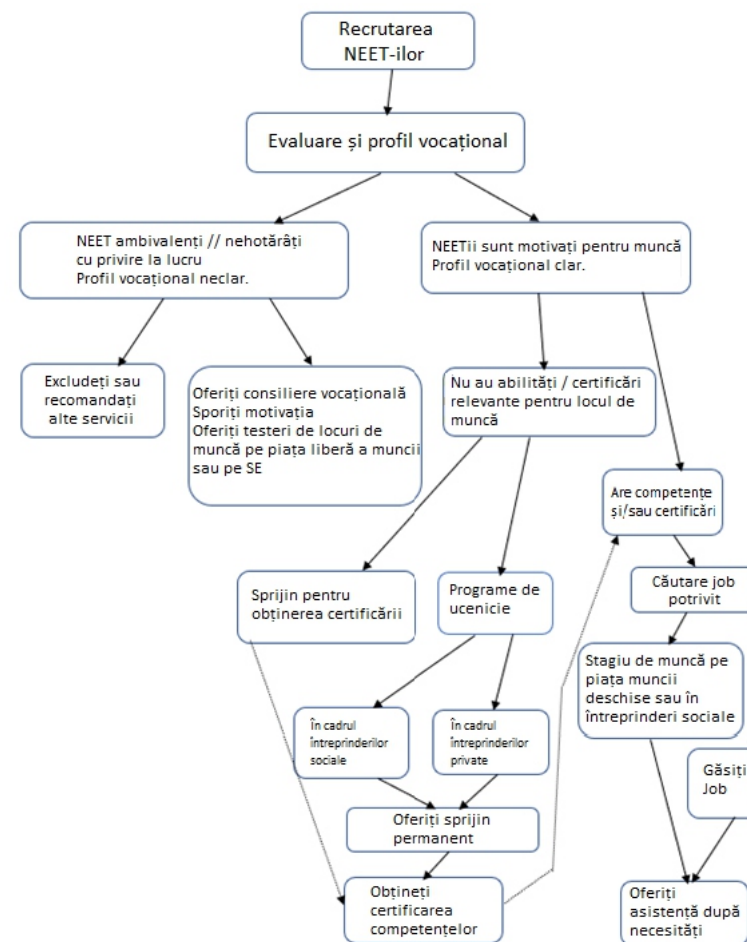 Recrutarea
NEET-ilor
Evaluare și profil vocațional
NEET ambivalenți // nehotărâți
cu privire la lucru
Profil vocațional neclar.
NEETii sunt motivați pentru muncă
Profil vocațional clar.
Excludeți sau
recomandați
alte servicii
Oferiți consiliere vocațională
Sporiți motivația
Oferiți testeri de locuri de
muncă pe piața liberă a muncii
sau pe SE
Nu au abilități / certificări
relevante pentru locul de
muncă
Are competențe
și/sau certificări
Sprijin pentru
obținerea certificării
Programe de
ucenicie
Căutare job
potrivit
Stagiu de muncă pe
piața muncii
deschise sau în
întreprinderi sociale
În cadrul
întreprinderilor
sociale
În cadrul
întreprinderilor
private
Găsiți
Job
Oferiți sprijin
permanent
Obțineți
certificarea
competențelor
Oferiți
asistență după
necesități